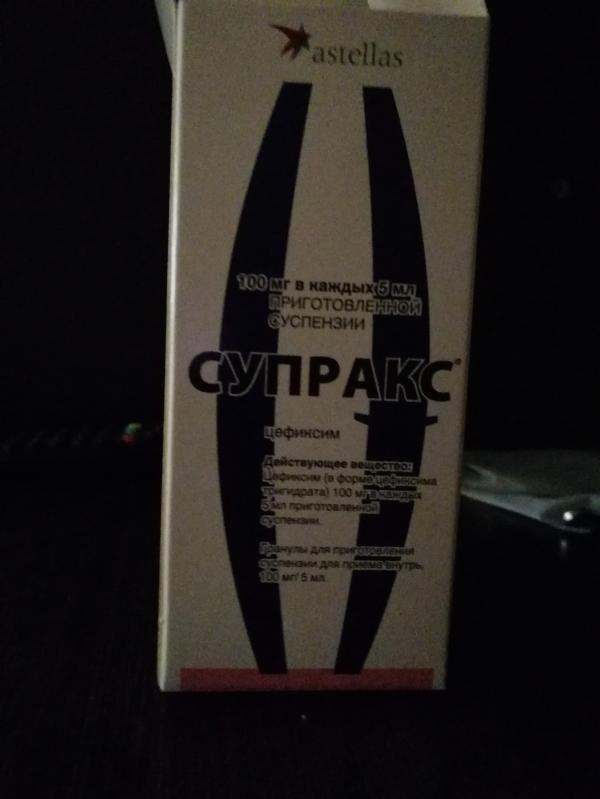 astellas
100 мг в каждых 5 мл
ПРИГОТОВЛЕННОЙ
СУСПЕНЗИИ
СУПРАКС®
цефиксим
Действующее вещество:
Цефиксим (в форме цефиксима
тригидрата) 100 мг в каждых
5 мл приготовленной
суспензии.
Гранулы для приготовления
суспензии для приема внутрь,
100 мг/ 5 мл.